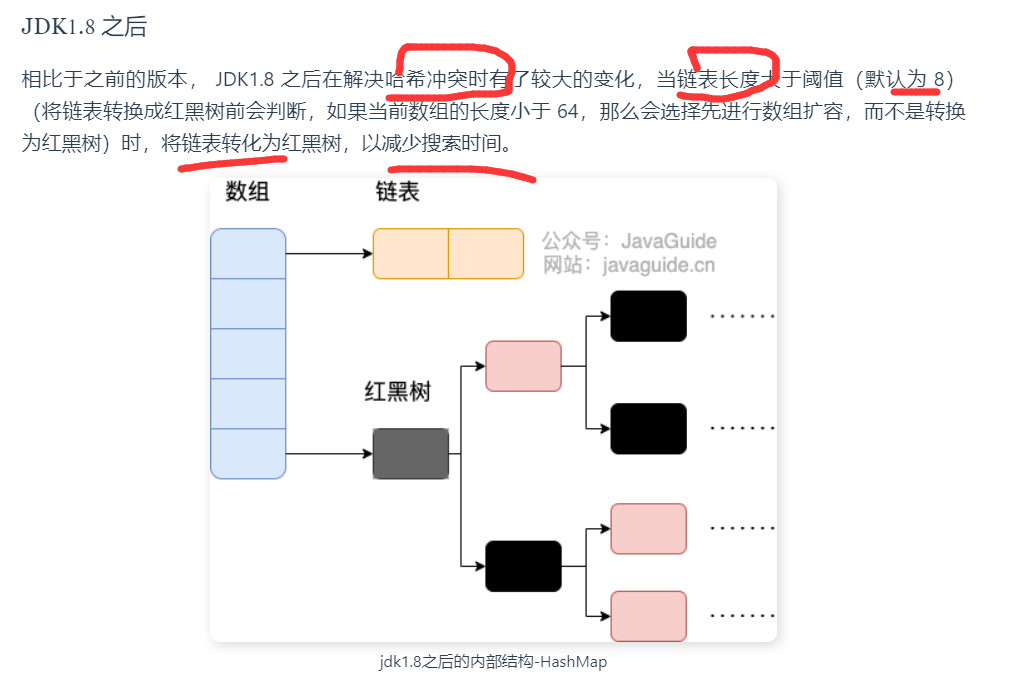 JDK1.8 之后
相比于之前的版本， JDK1.8 之后在解决哈希冲突时有了较大的变化，当链表长度大于阈值（默认为 8）
（将链表转换成红黑树前会判断，如果当前数组的长度小于 64，那么会选择先进行数组扩容，而不是转换
为红黑树）时，将链表转化为红黑树，以减少搜索时间。
数组
链表
公众号：JavaGuide
网站：javaguide.cn
红黑树
jdk1.8之后的内部结构-HashMap